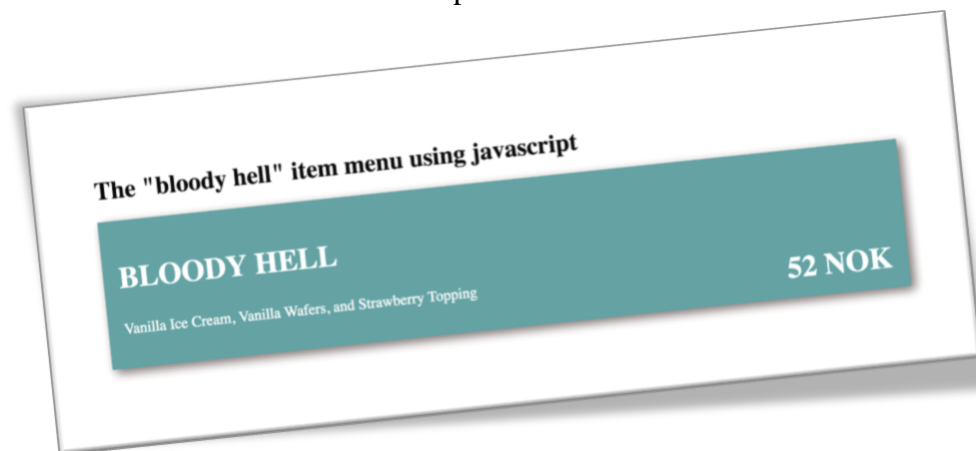 The "bloody hell" item menu using javascript
BLOODY HELL
52 NOK
Vanilla Ice Cream, Vanilla Wafers, and Strawberry Topping